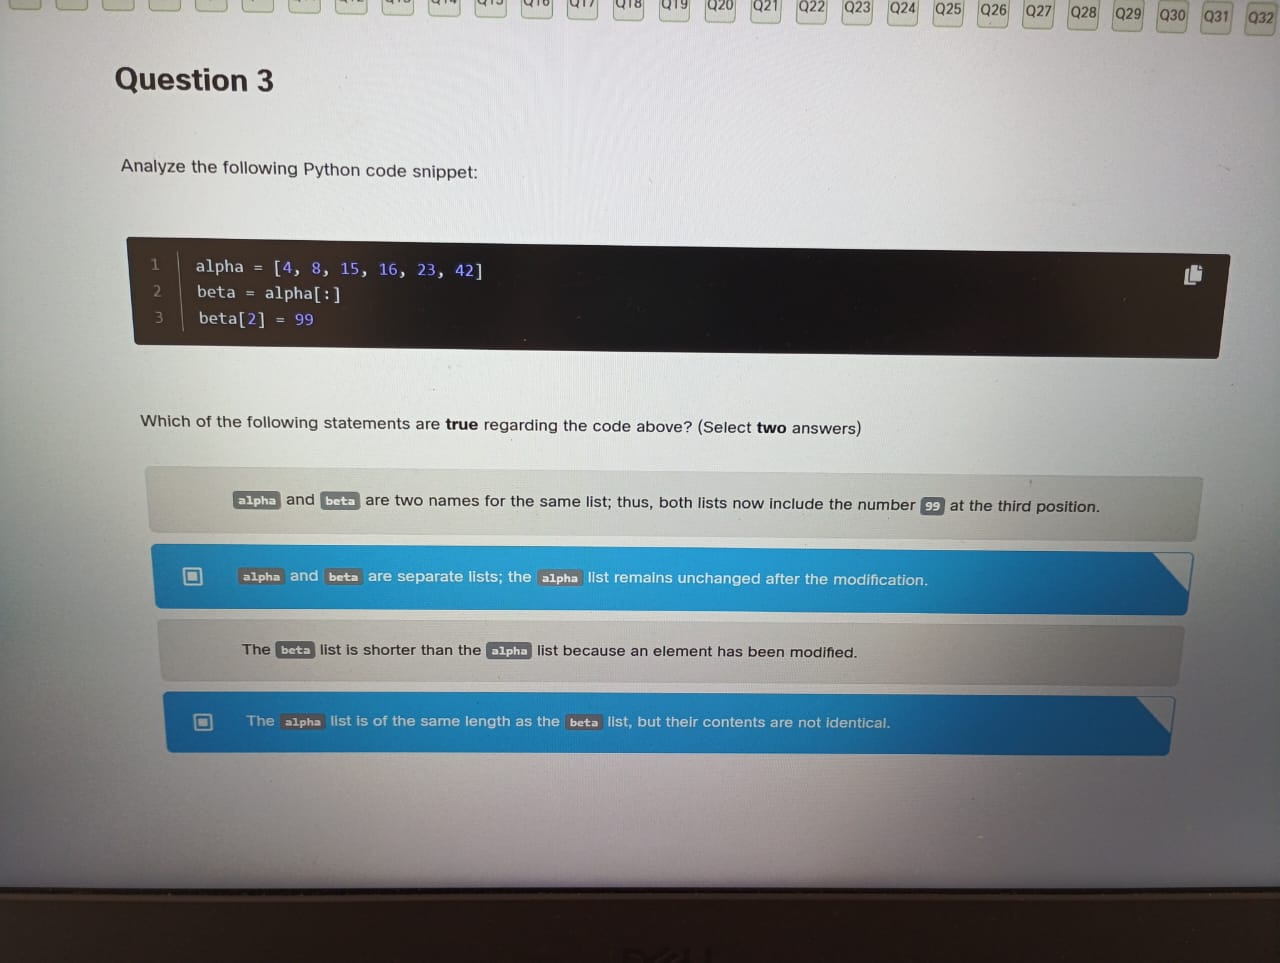 Q16 Q17 Q18 Q19 Q20 Q21 Q22 Q23 Q24 Q25 Q26 Q27 Q28 Q29 Q30 Q31 Q32
Question 3
Analyze the following Python code snippet:
1 alpha = [4, 8, 15, 16, 23, 42]
2 beta = alpha[:]
3 beta[2] = 99
Which of the following statements are true regarding the code above? (Select two answers)
alpha and beta are two names for the same list; thus, both lists now include the number 99 at the third position.
alpha and beta are separate lists; the alpha list remains unchanged after the modification.
The beta list is shorter than the alpha list because an element has been modified.
The alpha list is of the same length as the beta list, but their contents are not identical.